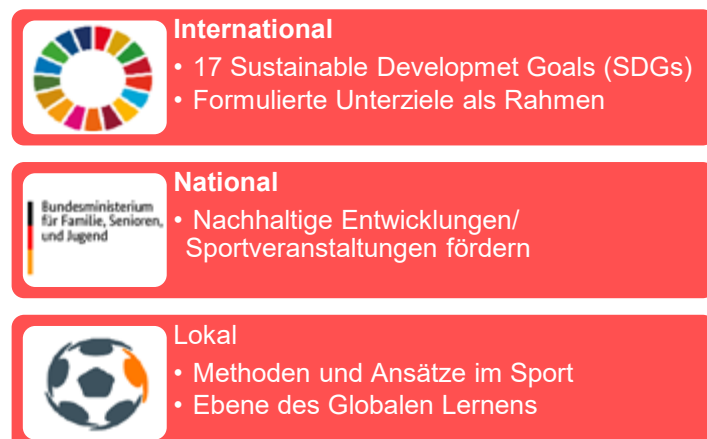 International
• 17 Sustainable Developmet Goals (SDGs)
• Formulierte Unterziele als Rahmen
Bundesministerium
für Familie, Senioren,
und Jugend
National
• Nachhaltige Entwicklungen/
Sportveranstaltungen fördern
Lokal
• Methoden und Ansätze im Sport
• Ebene des Globalen Lernens